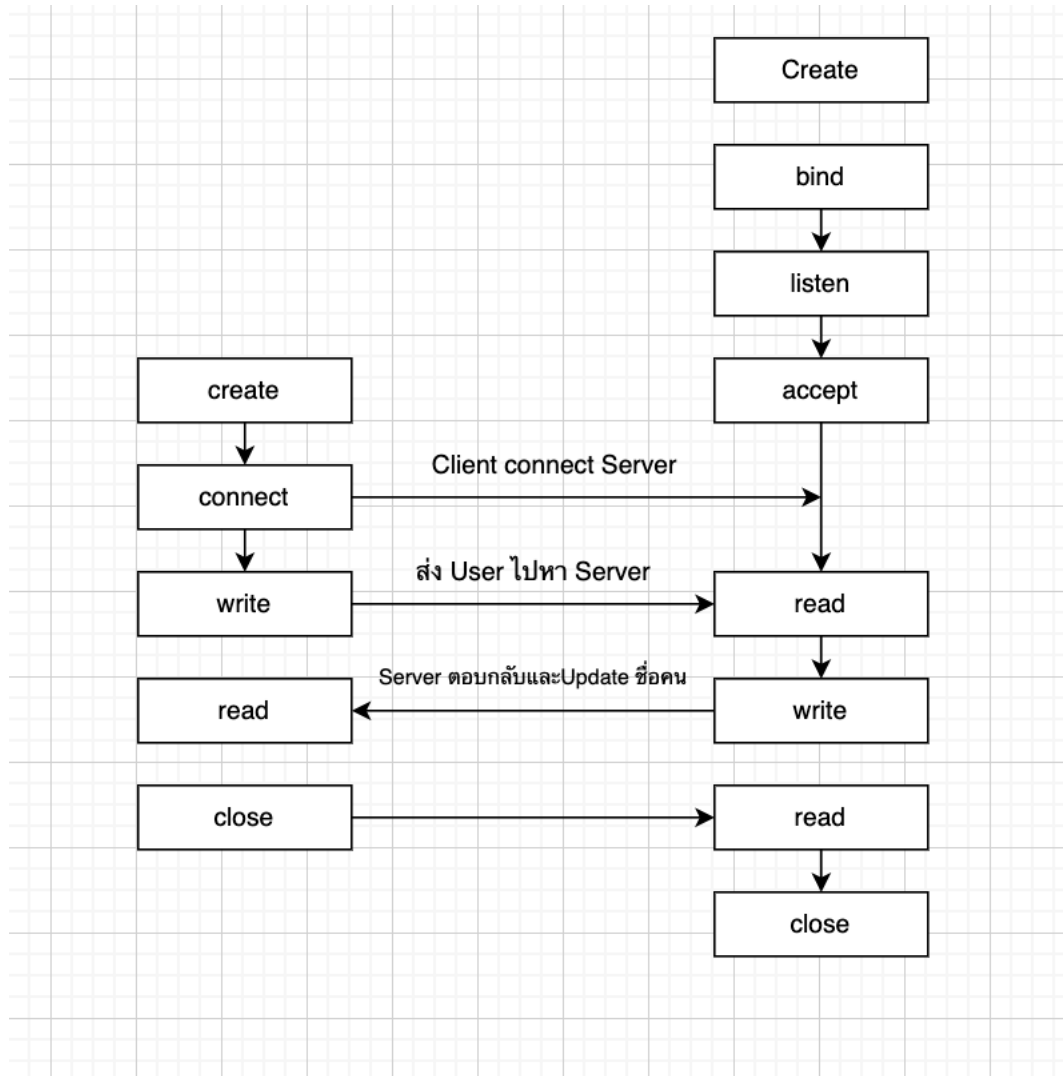 Create
bind
listen
create
accept
Client connect Server
connect
ส่ง User ไปหา Server
write
read
Server ตอบกลับและUpdate ชื่อคน
read
write
close
read
close